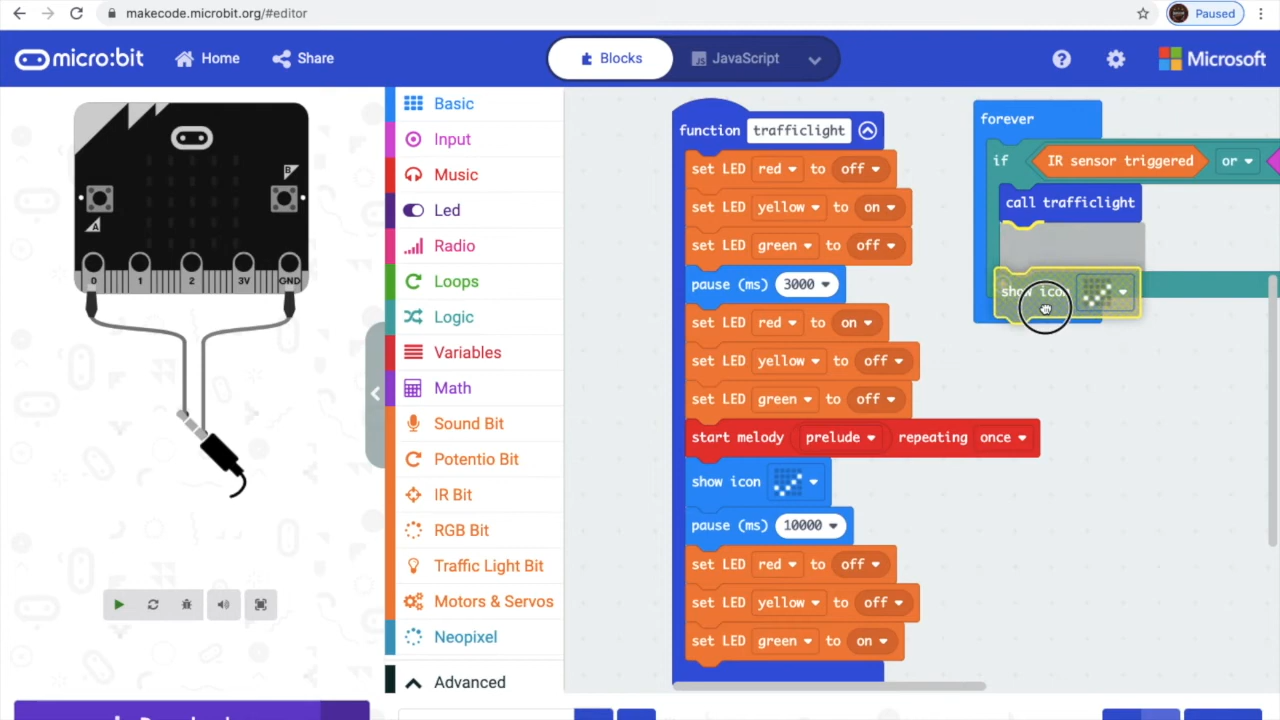 makecode.microbit.org/#editor
Paused
micro:bit
Home
Share
Blocks
JavaScript
Microsoft
B
A
0 1 2 3V GND
Basic
Input
Music
Led
Radio
Loops
Logic
Variables
Math
Sound Bit
Potentio Bit
IR Bit
RGB Bit
Traffic Light Bit
Motors & Servos
Neopixel
Advanced
function trafficlight
set LED red to off
set LED yellow to on
set LED green to off
pause (ms) 3000
set LED red to on
set LED yellow to off
set LED green to off
start melody prelude repeating once
show icon
pause (ms) 10000
set LED red to off
set LED yellow to off
set LED green to on
forever
if IR sensor triggered or
call trafficlight
show icon